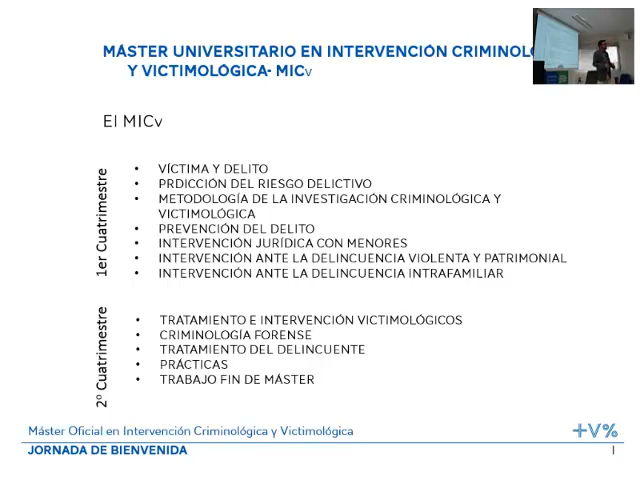 MÁSTER UNIVERSITARIO EN INTERVENCIÓN
Y VICTIMOLÓGICA- MICv
El MICv
1er Cuatrimestre
• VÍCTIMA Y DELITO
• PRDICCIÓN DEL RIESGO DELICTIVO
• METODOLOGÍA DE LA INVESTIGACIÓN CRIMINOLÓGICA Y
VICTIMOLÓGICA
• PREVENCIÓN DEL DELITO
• INTERVENCIÓN JURÍDICA CON MENORES
• INTERVENCIÓN ANTE LA DELINCUENCIA VIOLENTA Y PATRIMONIAL
• INTERVENCIÓN ANTE LA DELINCUENCIA INTRAFAMILIAR
2º Cuatrimestre
• TRATAMIENTO E INTERVENCIÓN VICTIMOLÓGICOS
• CRIMINOLOGÍA FORENSE
• TRATAMIENTO DEL DELINCUENTE
• PRÁCTICAS
• TRABAJO FIN DE MÁSTER
Máster Oficial en Intervención Criminológica y Victimológica
+V%
JORNADA DE BIENVENIDA
|